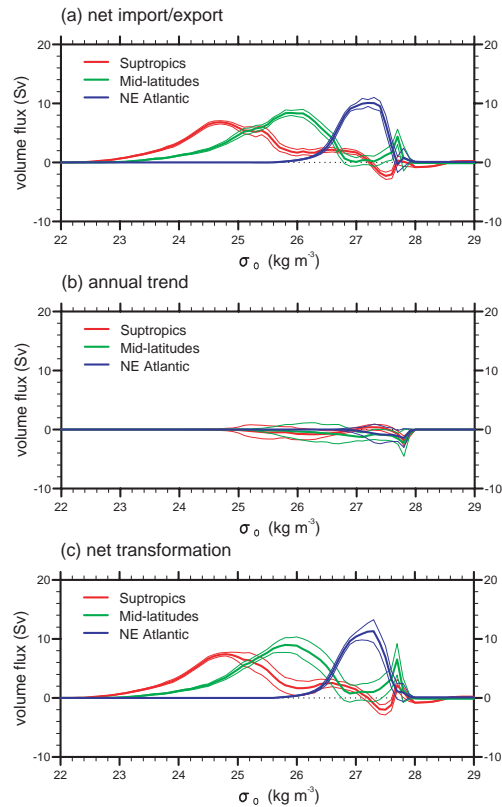 (a) net import/export
20 20
Suptropics
Mid-latitudes
NE Atlantic
10 10
volume flux (Sv)
0 0
-10 -10
22 23 24 25 26 27 28 29
σ₀ (kg m⁻³)
(b) annual trend
20 20
Suptropics
Mid-latitudes
NE Atlantic
10 10
volume flux (Sv)
0 0
-10 -10
22 23 24 25 26 27 28 29
σ₀ (kg m⁻³)
(c) net transformation
20 20
Suptropics
Mid-latitudes
NE Atlantic
10 10
volume flux (Sv)
0 0
-10 -10
22 23 24 25 26 27 28 29
σ₀ (kg m⁻³)